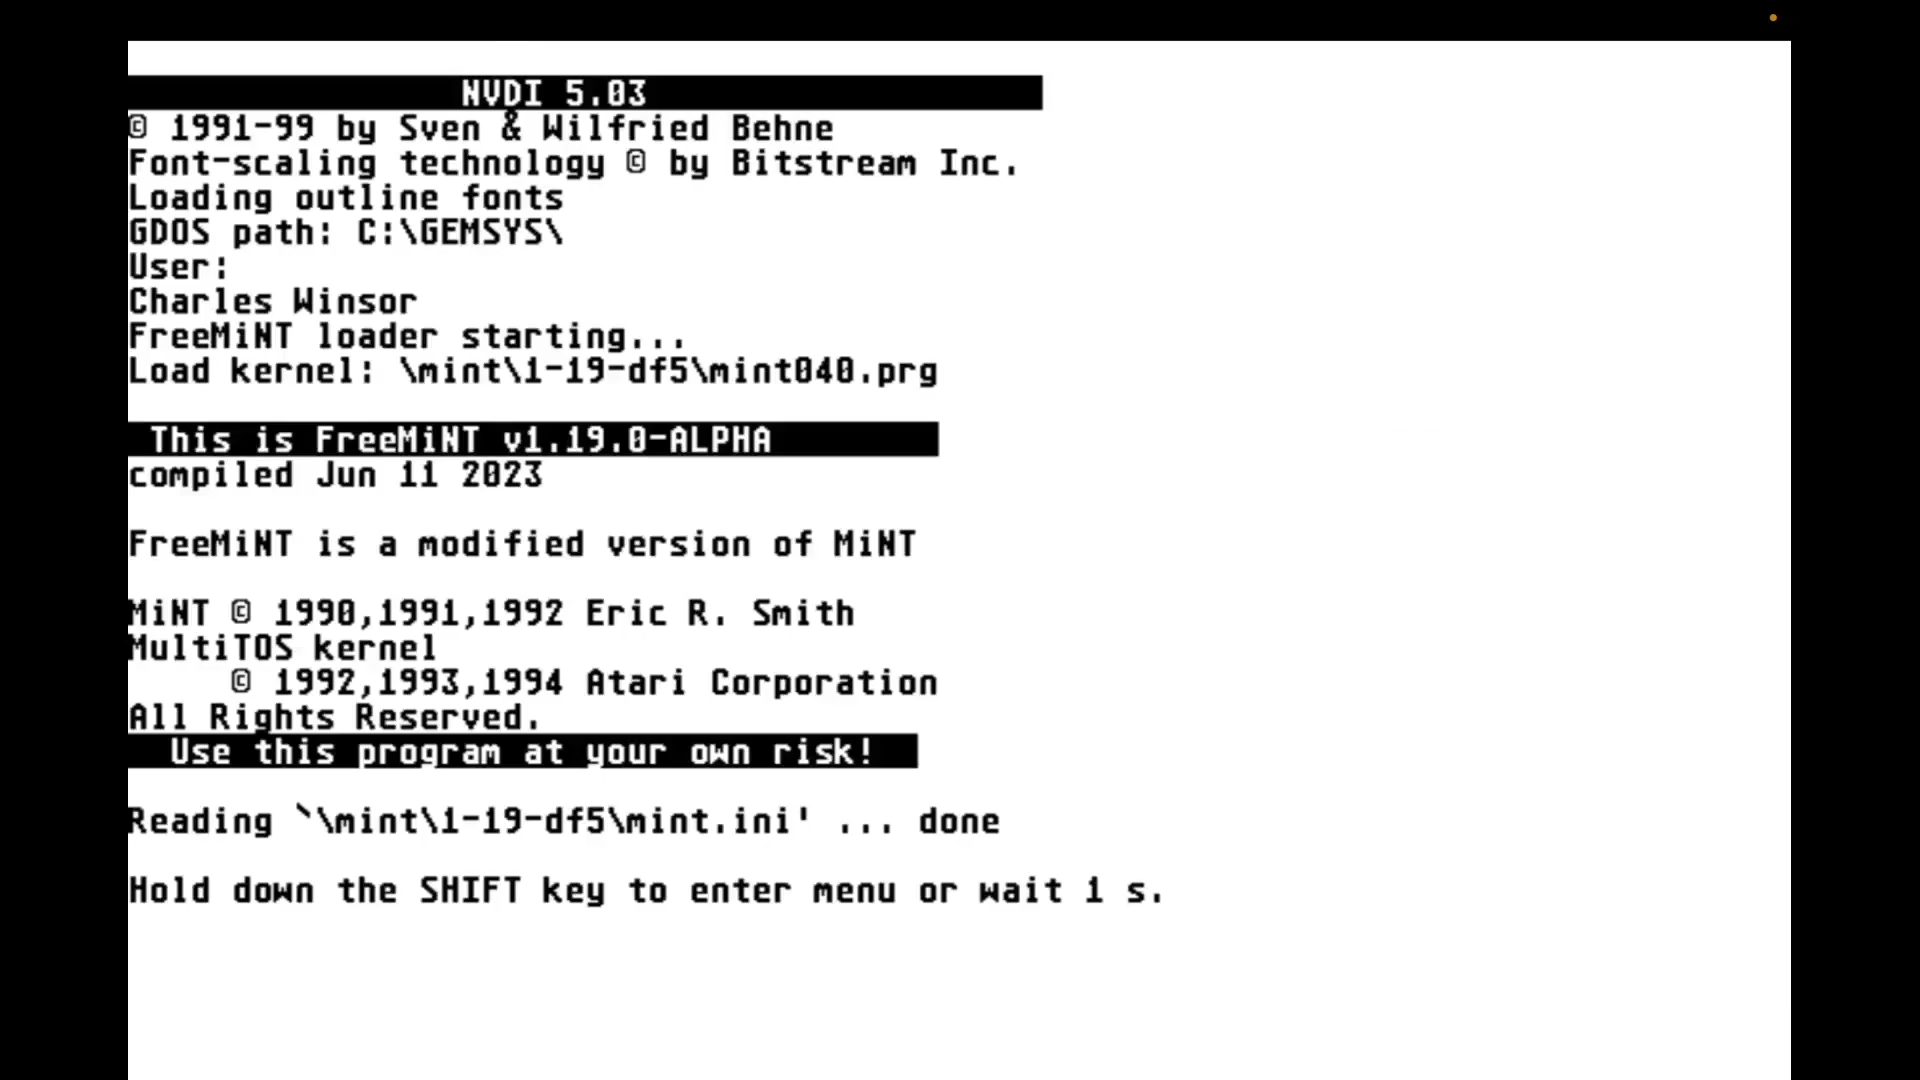 NVDI 5.03
© 1991-99 by Sven & Wilfried Behne
Font-scaling technology © by Bitstream Inc.
Loading outline fonts
GDOS path: C:\GEMSYS\
User:
Charles Winsor
FreeMiNT loader starting...
Load kernel: \mint\1-19-df5\mint040.prg
This is FreeMiNT v1.19.0-ALPHA
compiled Jun 11 2023
FreeMiNT is a modified version of MiNT
MiNT © 1990,1991,1992 Eric R. Smith
MultiTOS kernel
© 1992,1993,1994 Atari Corporation
All Rights Reserved.
Use this program at your own risk!
Reading `\mint\1-19-df5\mint.ini' ... done
Hold down the SHIFT key to enter menu or wait 1 s.